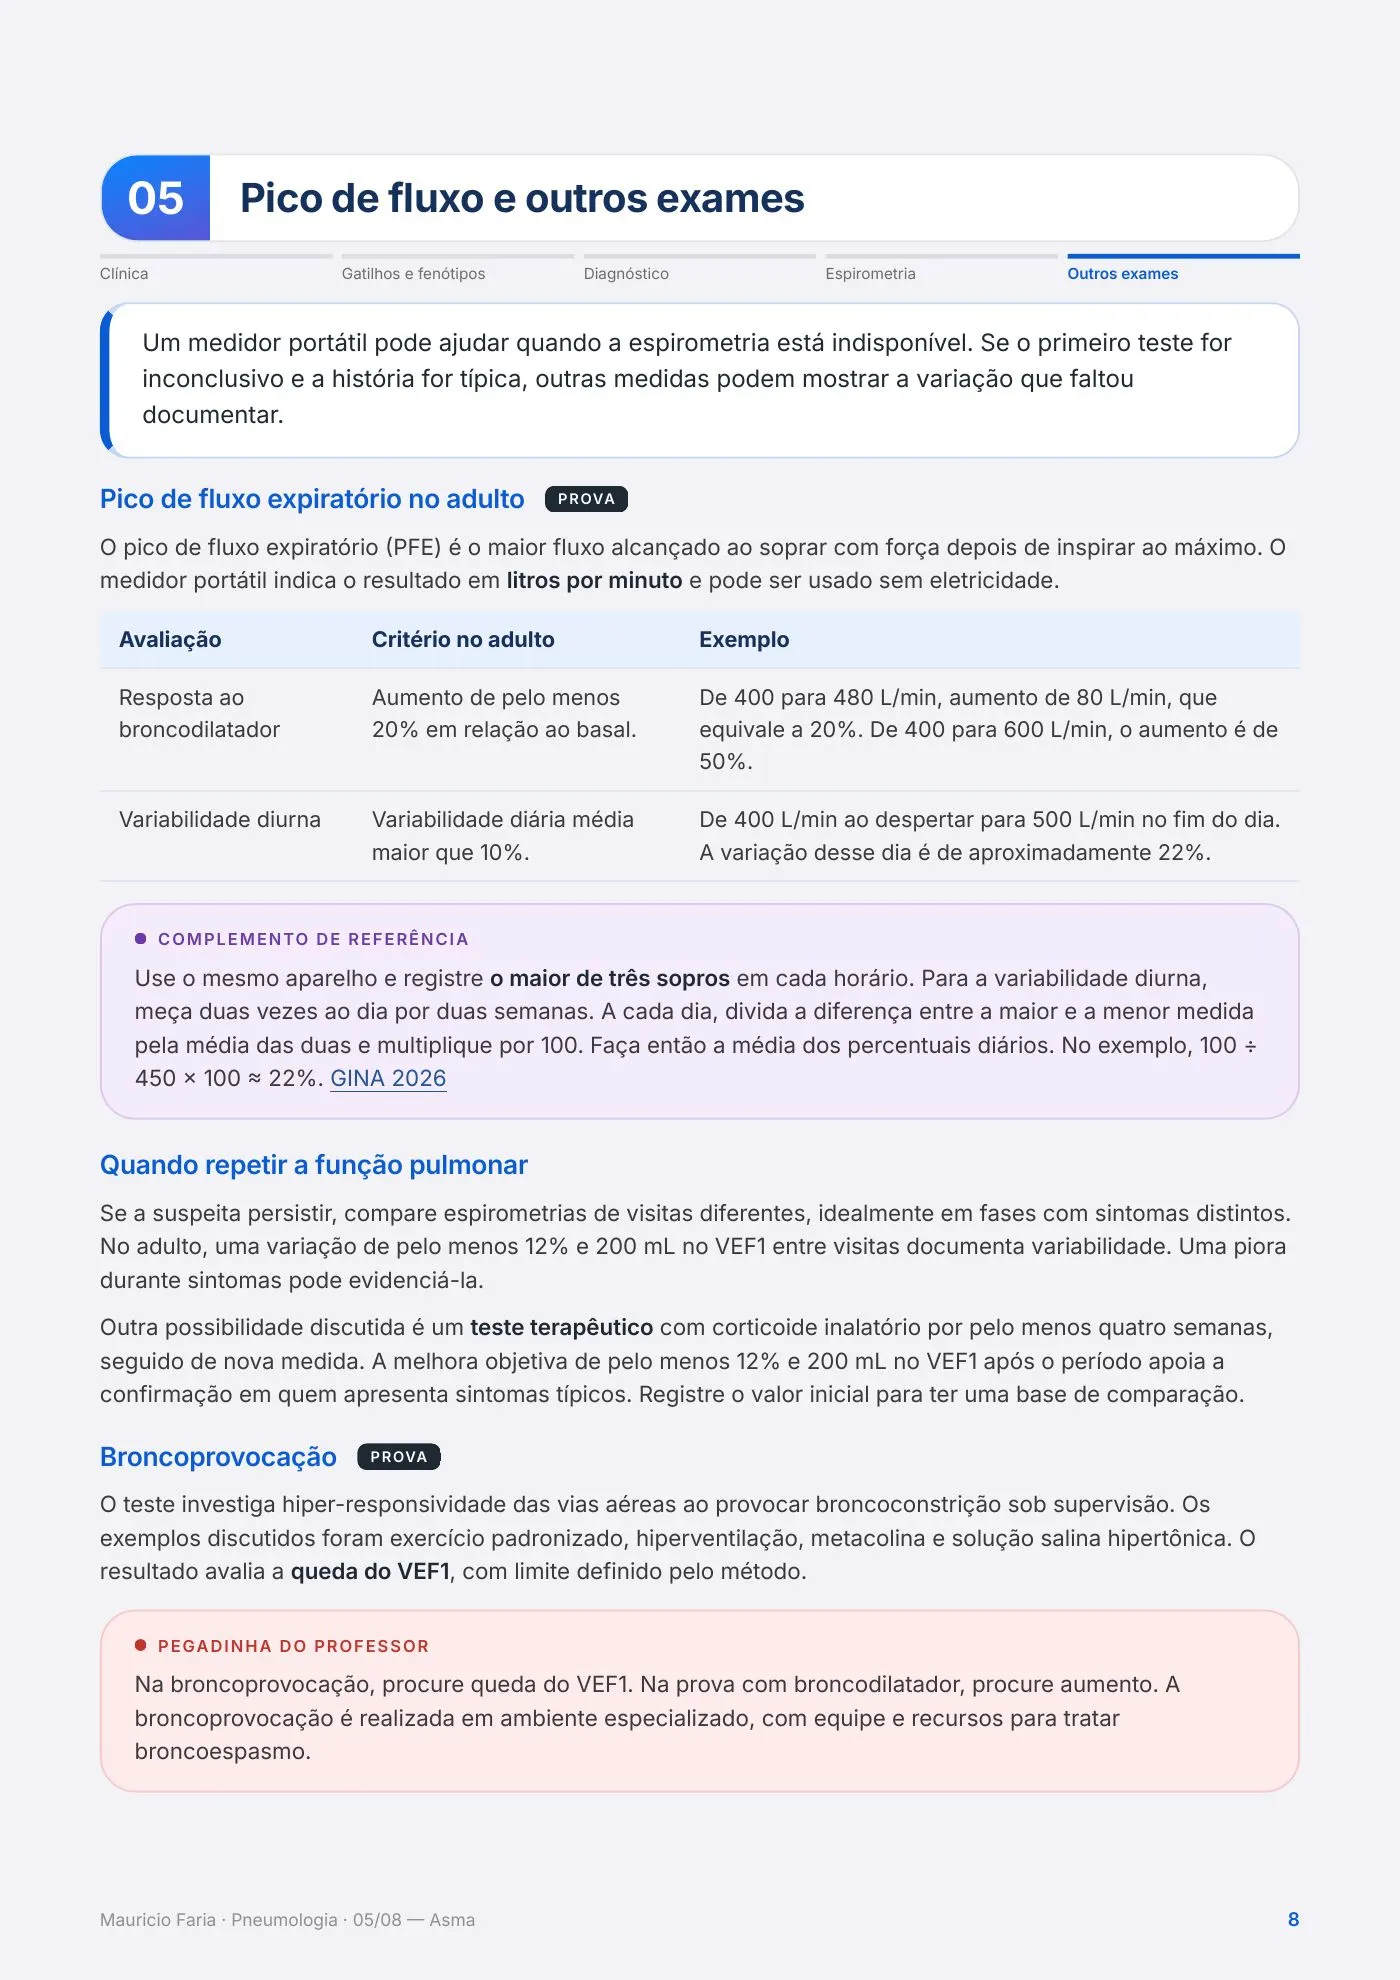 05 Pico de fluxo e outros exames
Clínica Gatilhos e fenótipos Diagnóstico Espirometria Outros exames
Um medidor portátil pode ajudar quando a espirometria está indisponível. Se o primeiro teste for
inconclusivo e a história for típica, outras medidas podem mostrar a variação que faltou
documentar.
Pico de fluxo expiratório no adulto PROVA
O pico de fluxo expiratório (PFE) é o maior fluxo alcançado ao soprar com força depois de inspirar ao máximo. O
medidor portátil indica o resultado em litros por minuto e pode ser usado sem eletricidade.
Avaliação Critério no adulto Exemplo
Resposta ao Aumento de pelo menos De 400 para 480 L/min, aumento de 80 L/min, que
broncodilatador 20% em relação ao basal. equivale a 20%. De 400 para 600 L/min, o aumento é de
50%.
Variabilidade diurna Variabilidade diária média De 400 L/min ao despertar para 500 L/min no fim do dia.
maior que 10%. A variação desse dia é de aproximadamente 22%.
COMPLEMENTO DE REFERÊNCIA
Use o mesmo aparelho e registre o maior de três sopros em cada horário. Para a variabilidade diurna,
meça duas vezes ao dia por duas semanas. A cada dia, divida a diferença entre a maior e a menor medida
pela média das duas e multiplique por 100. Faça então a média dos percentuais diários. No exemplo, 100 ÷
450 × 100 ≈ 22%. GINA 2026
Quando repetir a função pulmonar
Se a suspeita persistir, compare espirometrias de visitas diferentes, idealmente em fases com sintomas distintos.
No adulto, uma variação de pelo menos 12% e 200 mL no VEF1 entre visitas documenta variabilidade. Uma piora
durante sintomas pode evidenciá-la.
Outra possibilidade discutida é um teste terapêutico com corticoide inalatório por pelo menos quatro semanas,
seguido de nova medida. A melhora objetiva de pelo menos 12% e 200 mL no VEF1 após o período apoia a
confirmação em quem apresenta sintomas típicos. Registre o valor inicial para ter uma base de comparação.
Broncoprovocação PROVA
O teste investiga hiper-responsividade das vias aéreas ao provocar broncoconstrição sob supervisão. Os
exemplos discutidos foram exercício padronizado, hiperventilação, metacolina e solução salina hipertônica. O
resultado avalia a queda do VEF1, com limite definido pelo método.
PEGADINHA DO PROFESSOR
Na broncoprovocação, procure queda do VEF1. Na prova com broncodilatador, procure aumento. A
broncoprovocação é realizada em ambiente especializado, com equipe e recursos para tratar
broncoespasmo.
Mauricio Faria · Pneumologia · 05/08 — Asma 8